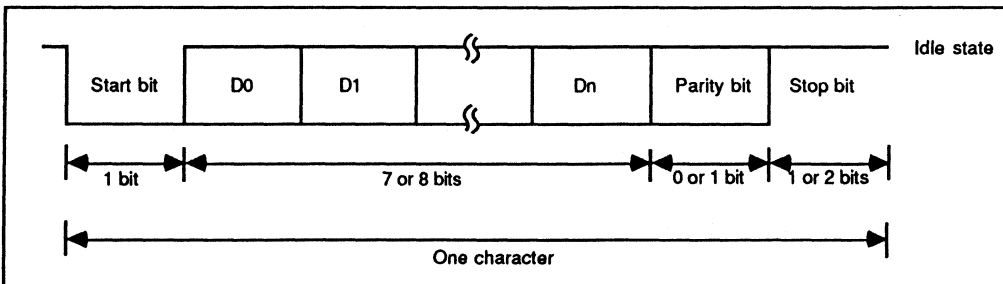 Idle state
Start bit D0 D1 Dn Parity bit Stop bit
1 bit 7 or 8 bits 0 or 1 bit 1 or 2 bits
One character